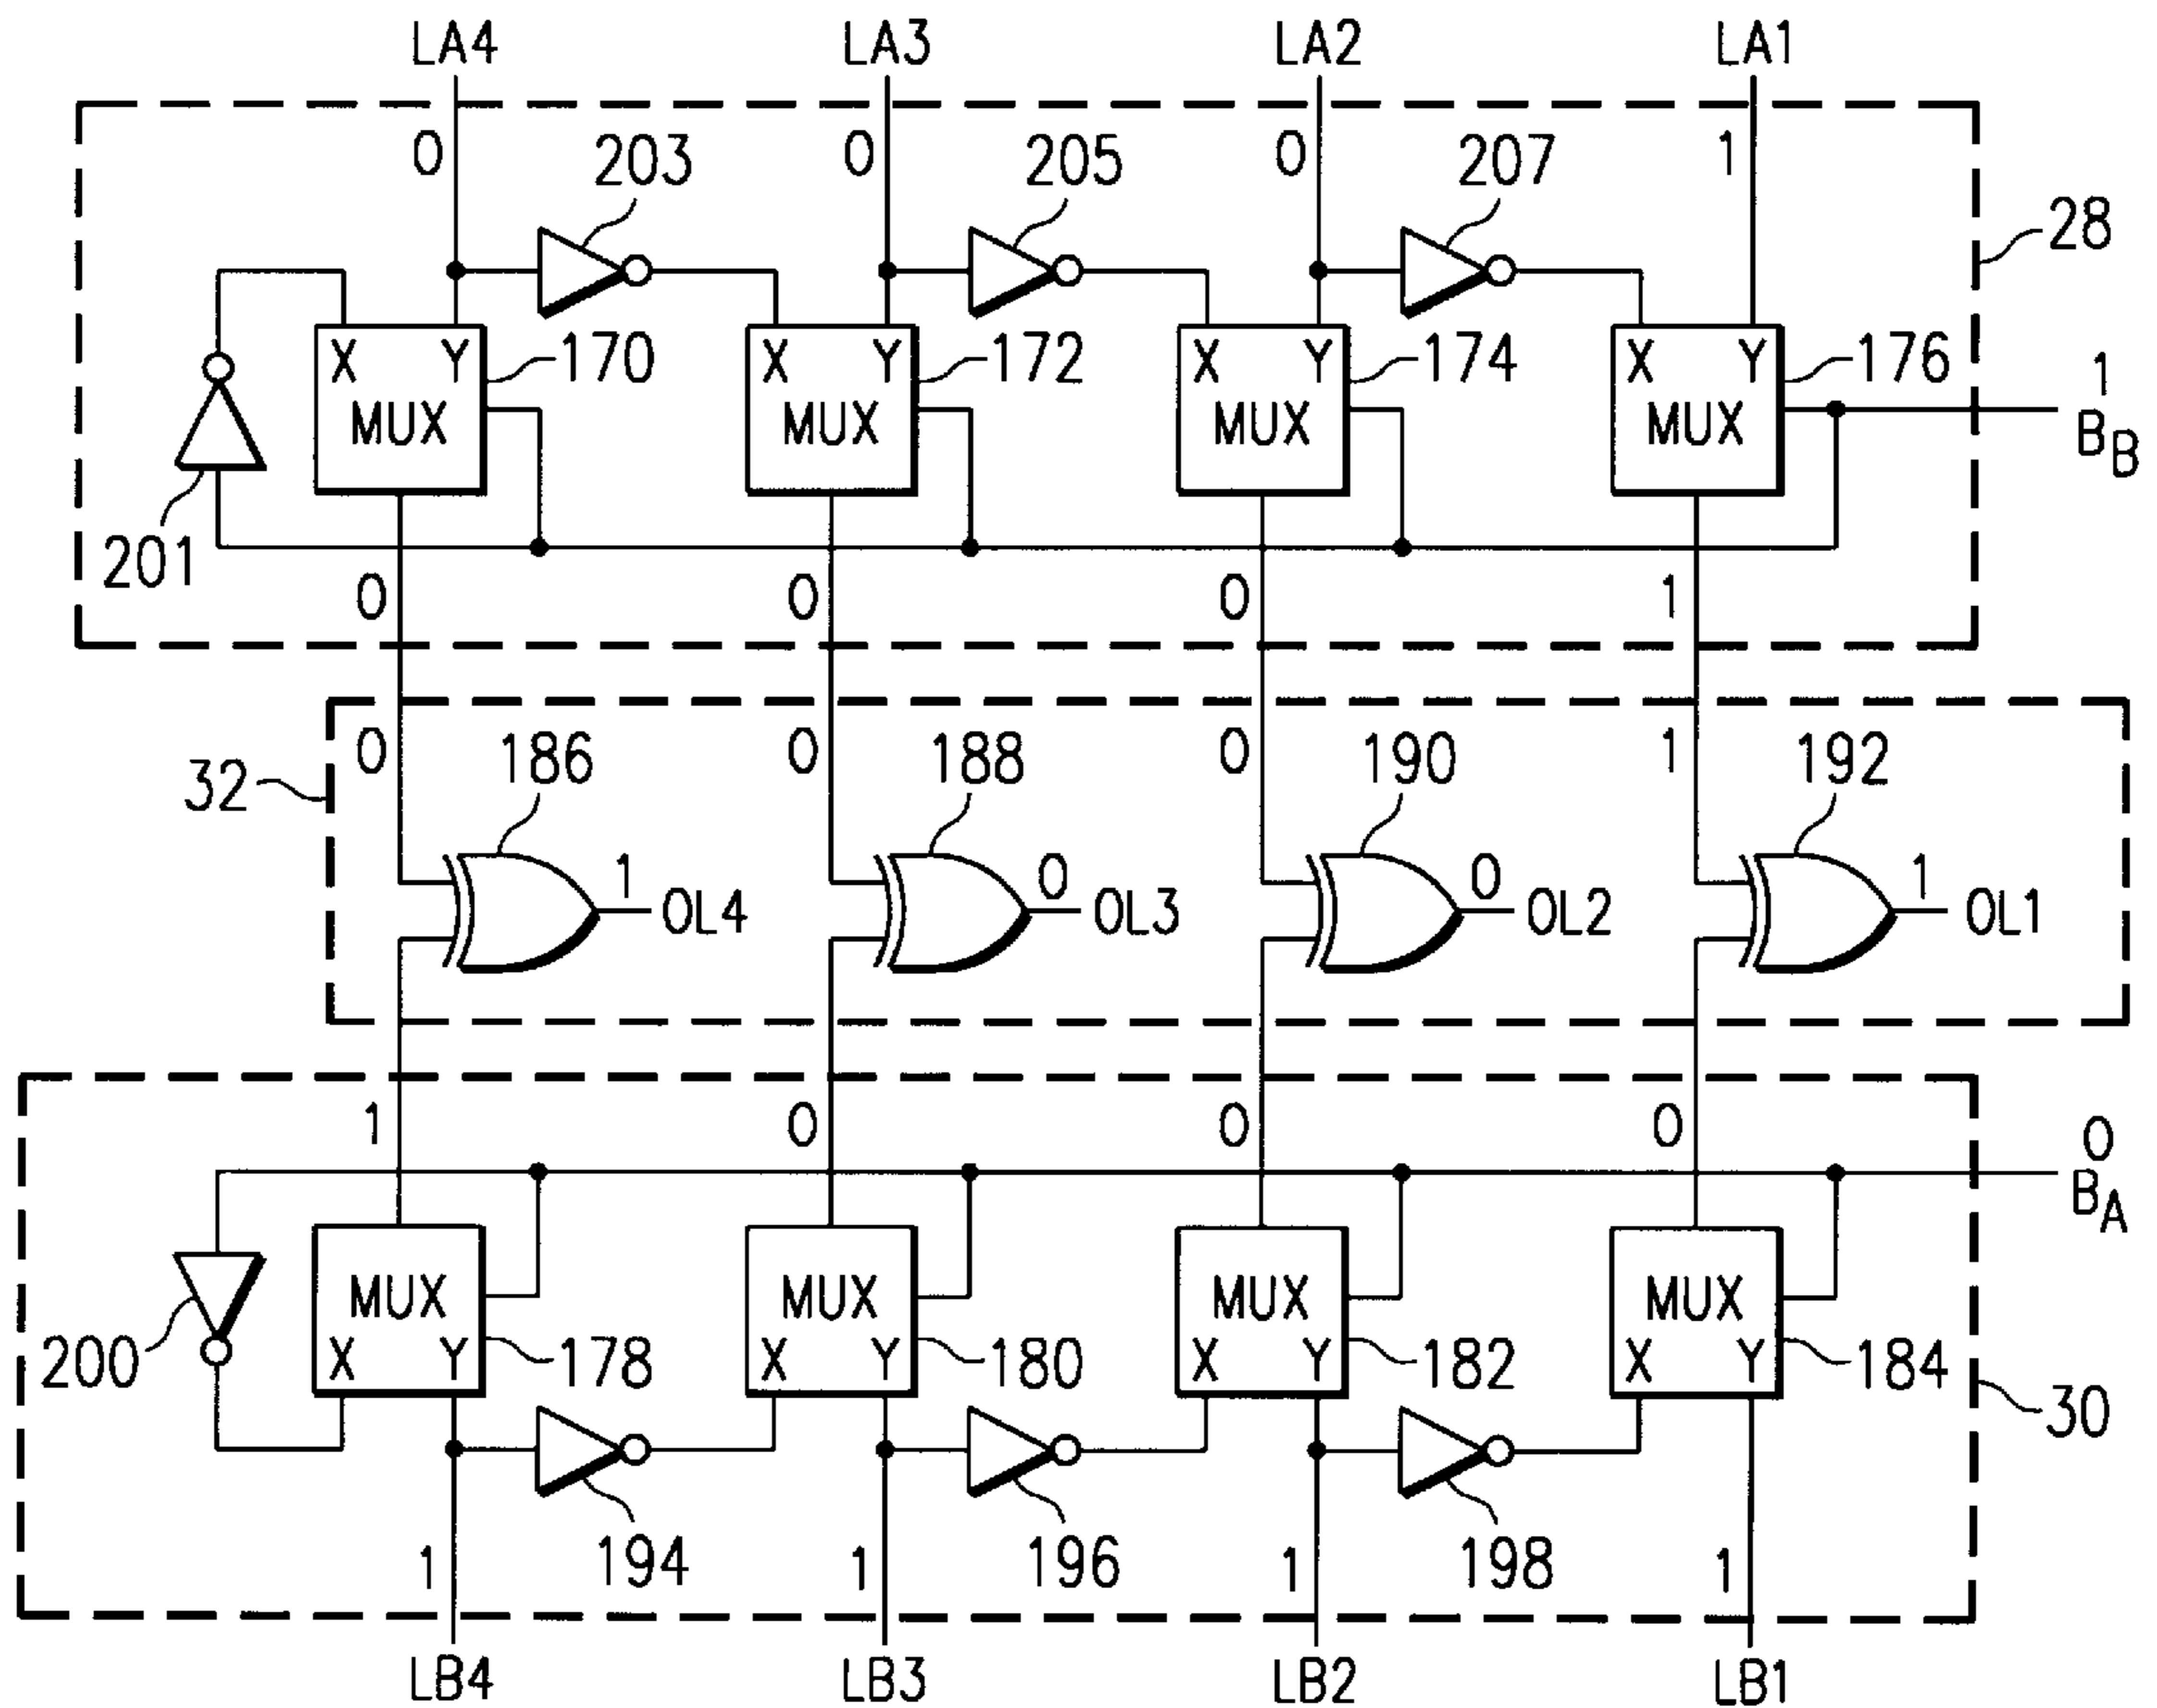 LA4 LA3 LA2 LA1
0 203 0 205 0 207 1
28
X Y 170 X Y 172 X Y 174 X Y 176 1
MUX MUX MUX MUX B_B
201
0 0 0 1
0 186 0 188 0 190 1 192
32
1 0 0 1
OL4 OL3 OL2 OL1
1 0 0 0 0
B_A
MUX MUX MUX MUX
200 X Y 178 X Y 180 X Y 182 X Y 184
30
1 194 1 196 1 198 1
LB4 LB3 LB2 LB1